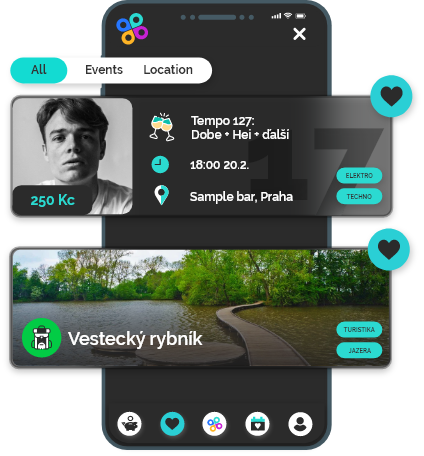 All Events Location
17
Tempo 127:
Dobe + Hei + ďalší
18:00 20.2.
Sample bar, Praha
250 Kc
ELEKTRO
TECHNO
Vestecký rybník
TURISTIKA
JAZERA